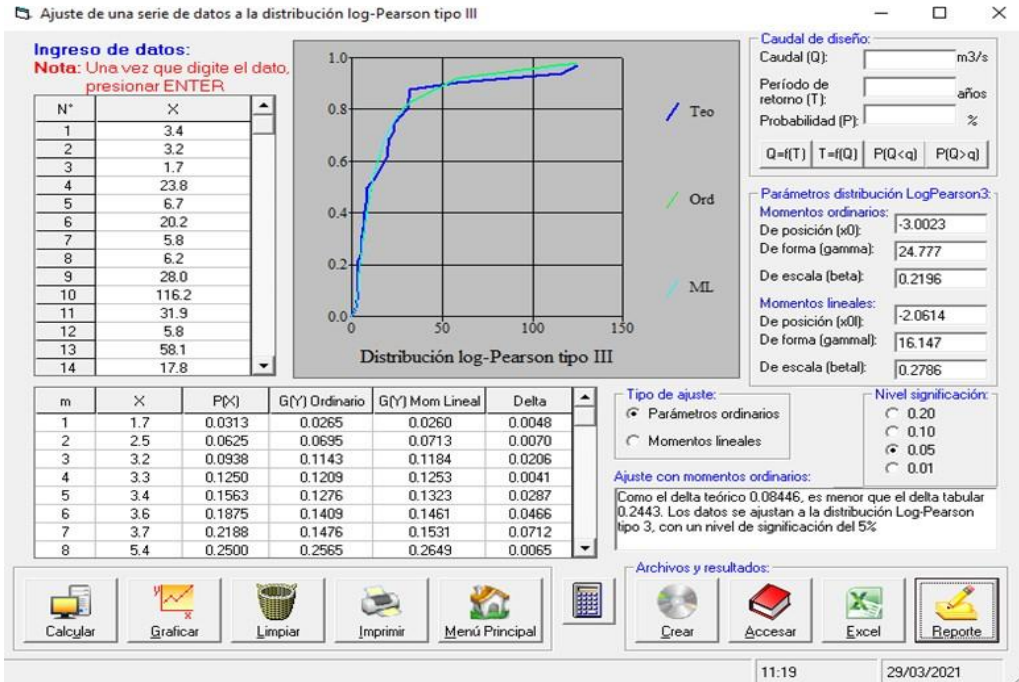 Ajuste de una serie de datos a la distribución log-Pearson tipo III
Ingreso de datos:
Nota: Una vez que digite el dato,
presionar ENTER
N° X
1 3.4
2 3.2
3 1.7
4 23.8
5 6.7
6 20.2
7 5.8
8 6.2
9 28.0
10 116.2
11 31.9
12 5.8
13 58.1
14 17.8
1.0
0.8
0.6
0.4
0.2
0.0
0 50 100 150
Distribución log-Pearson tipo III
Teo
Ord
ML
Caudal de diseño:
Caudal (Q): m3/s
Período de
retorno (T): años
Probabilidad (P): %
Q=f(T) T=f(Q) P(Q<q) P(Q>q)
Parámetros distribución LogPearson3:
Momentos ordinarios:
De posición (x0): -3.0023
De forma (gamma): 24.777
De escala (beta): 0.2196
Momentos lineales:
De posición (x0l): -2.0614
De forma (gammal): 16.147
De escala (betal): 0.2786
m X P(X) G(Y) Ordinario G(Y) Mom Lineal Delta
1 1.7 0.0313 0.0265 0.0260 0.0048
2 2.5 0.0625 0.0695 0.0713 0.0070
3 3.2 0.0938 0.1143 0.1184 0.0206
4 3.3 0.1250 0.1209 0.1253 0.0041
5 3.4 0.1563 0.1276 0.1323 0.0287
6 3.6 0.1875 0.1409 0.1461 0.0466
7 3.7 0.2188 0.1476 0.1531 0.0712
8 5.4 0.2500 0.2565 0.2649 0.0065
Tipo de ajuste:
Parámetros ordinarios
Momentos lineales
Nivel significación:
0.20
0.10
0.05
0.01
Ajuste con momentos ordinarios:
Como el delta teórico 0.08446, es menor que el delta tabular
0.2443. Los datos se ajustan a la distribución Log-Pearson
tipo 3, con un nivel de significación del 5%
Calcular Graficar Limpiar Imprimir Menú Principal
Archivos y resultados:
Crear Accesar Excel Reporte
11:19 29/03/2021